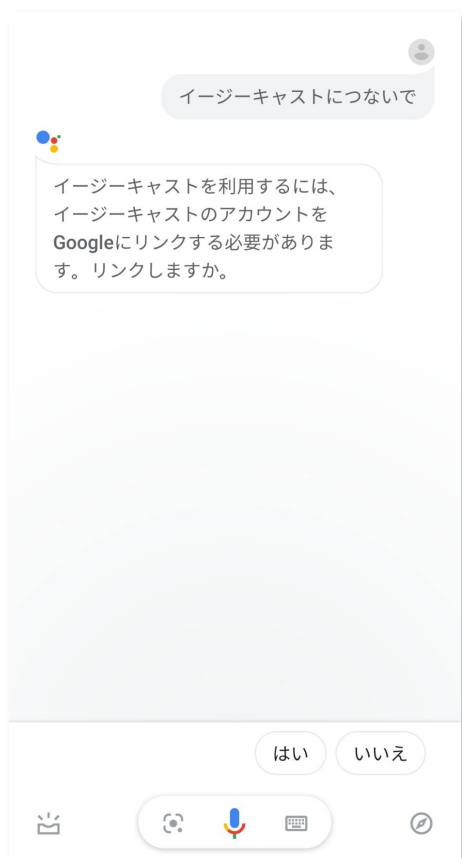 イージーキャストにつないで
イージーキャストを利用するには、
イージーキャストのアカウントを
Googleにリンクする必要がありま
す。リンクしますか。
はい
いいえ